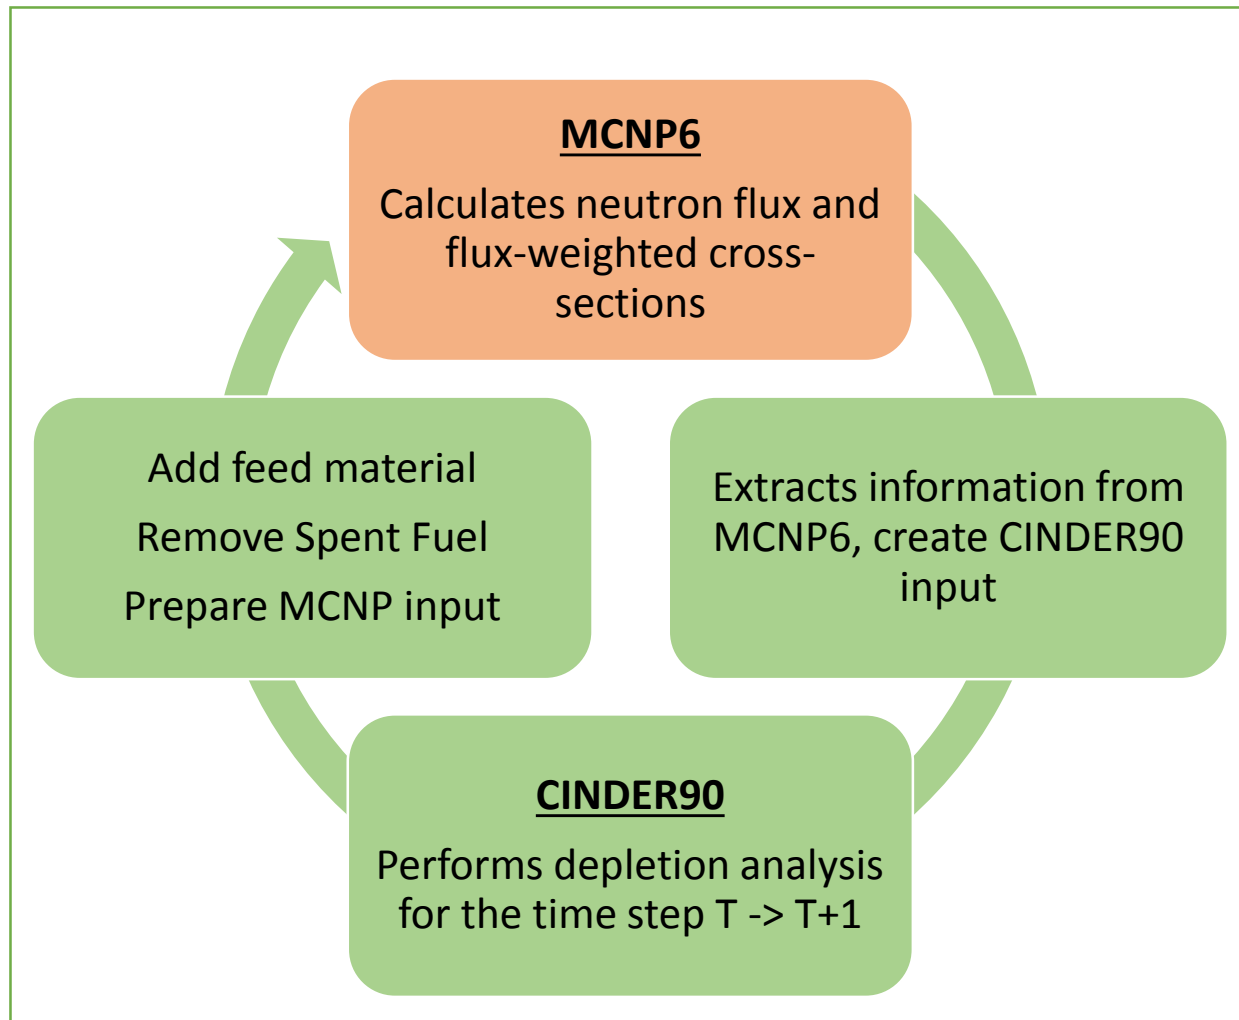 MCNP6
Calculates neutron flux and
flux-weighted cross-
sections
Add feed material
Remove Spent Fuel
Prepare MCNP input
Extracts information from
MCNP6, create CINDER90
input
CINDER90
Performs depletion analysis
for the time step T -> T+1